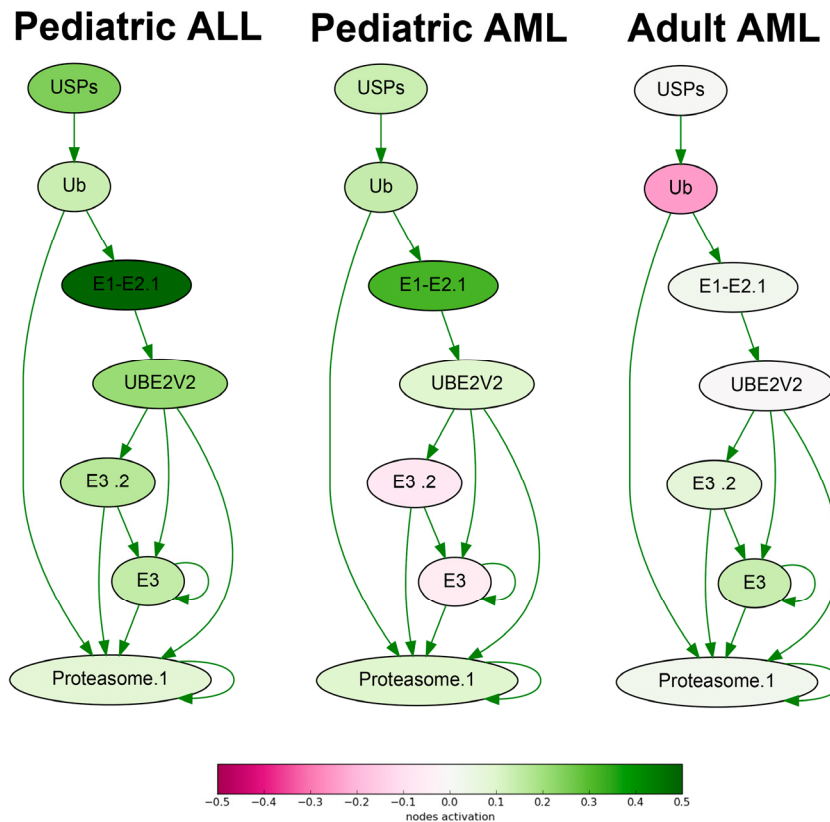 Pediatric ALL Pediatric AML Adult AML
USPs USPs USPs
Ub Ub Ub
E1-E2.1 E1-E2.1 E1-E2.1
UBE2V2 UBE2V2 UBE2V2
E3 .2 E3 .2 E3 .2
E3 E3 E3
Proteasome.1 Proteasome.1 Proteasome.1
−0.5 −0.4 −0.3 −0.2 −0.1 0.0 0.1 0.2 0.3 0.4 0.5
nodes activation